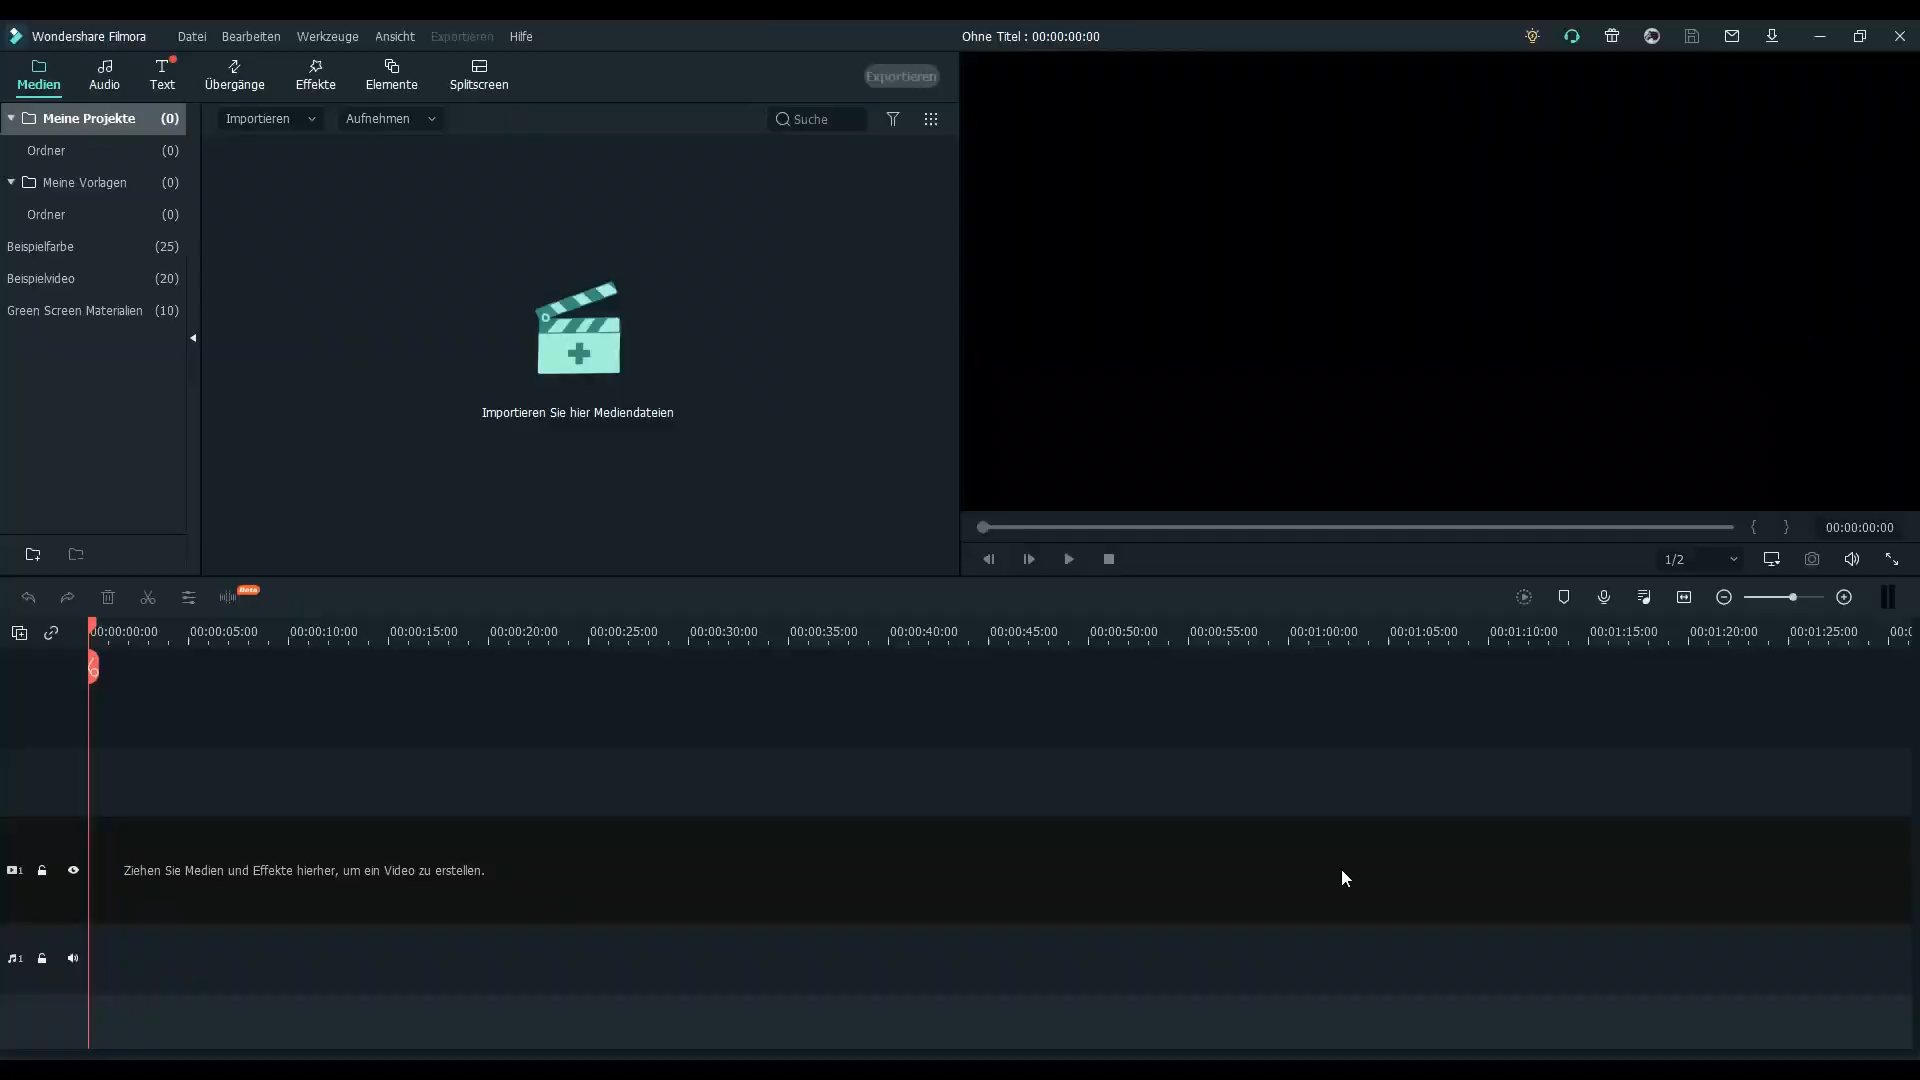 Wondershare Filmora Datei Bearbeiten Werkzeuge Ansicht Exportieren Hilfe Ohne Titel : 00:00:00:00
Medien Audio Text Übergänge Effekte Elemente Splitscreen Exportieren
Meine Projekte (0) Importieren Aufnehmen Suche
Ordner (0)
Meine Vorlagen (0)
Ordner (0)
Beispielfarbe (25)
Beispielvideo (20)
Green Screen Materialien (10)
Importieren Sie hier Mediendateien
{ } 00:00:00:00
1/2
Beta
00:00:00:00 00:00:05:00 00:00:10:00 00:00:15:00 00:00:20:00 00:00:25:00 00:00:30:00 00:00:35:00 00:00:40:00 00:00:45:00 00:00:50:00 00:00:55:00 00:01:00:00 00:01:05:00 00:01:10:00 00:01:15:00 00:01:20:00 00:01:25:00
1 Ziehen Sie Medien und Effekte hierher, um ein Video zu erstellen.
1